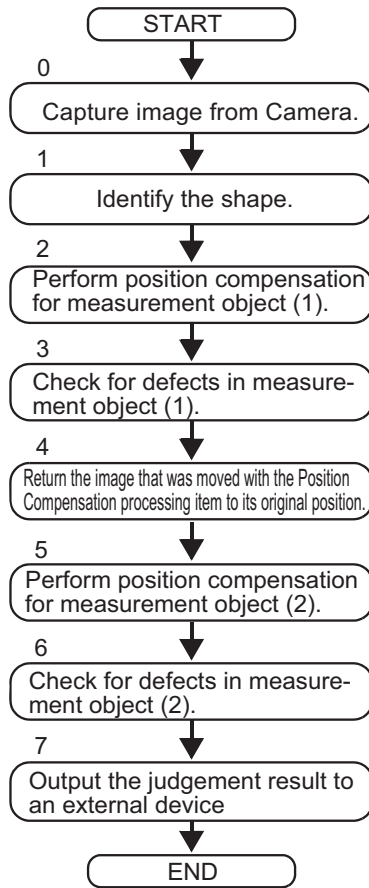 START
0
Capture image from Camera.
1
Identify the shape.
2
Perform position compensation
for measurement object (1).
3
Check for defects in measure-
ment object (1).
4
Return the image that was moved with the Position
Compensation processing item to its original position.
5
Perform position compensation
for measurement object (2).
6
Check for defects in measure-
ment object (2).
7
Output the judgement result to
an external device
END